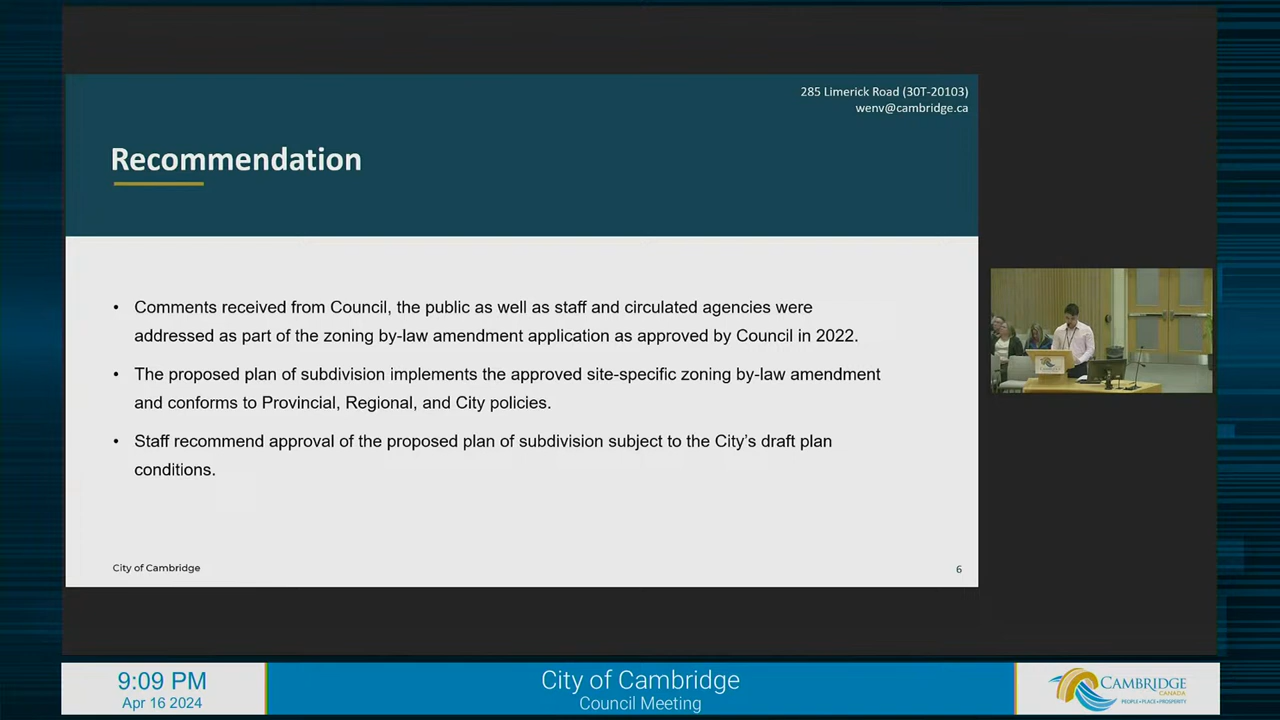 285 Limerick Road (30T-20103)
wenv@cambridge.ca
Recommendation
• Comments received from Council, the public as well as staff and circulated agencies were
addressed as part of the zoning by-law amendment application as approved by Council in 2022.
• The proposed plan of subdivision implements the approved site-specific zoning by-law amendment
and conforms to Provincial, Regional, and City policies.
• Staff recommend approval of the proposed plan of subdivision subject to the City’s draft plan
conditions.
City of Cambridge
6
9:09 PM
Apr 16 2024
City of Cambridge
Council Meeting
CAMBRIDGE
CANADA
PEOPLE•PLACE•PROSPERITY